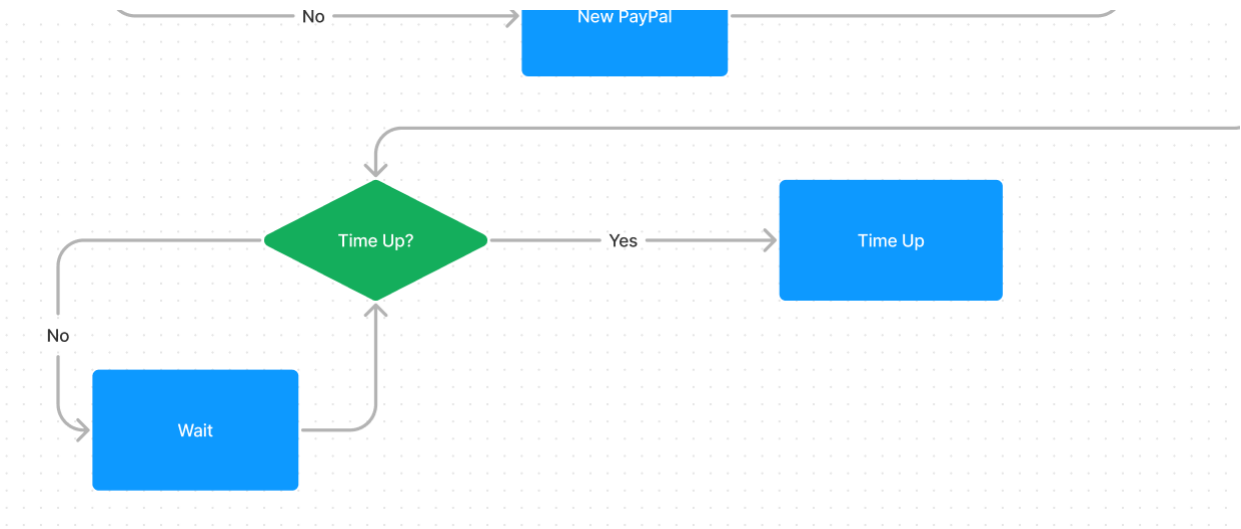 No
New PayPal
Time Up?
Yes
Time Up
No
Wait